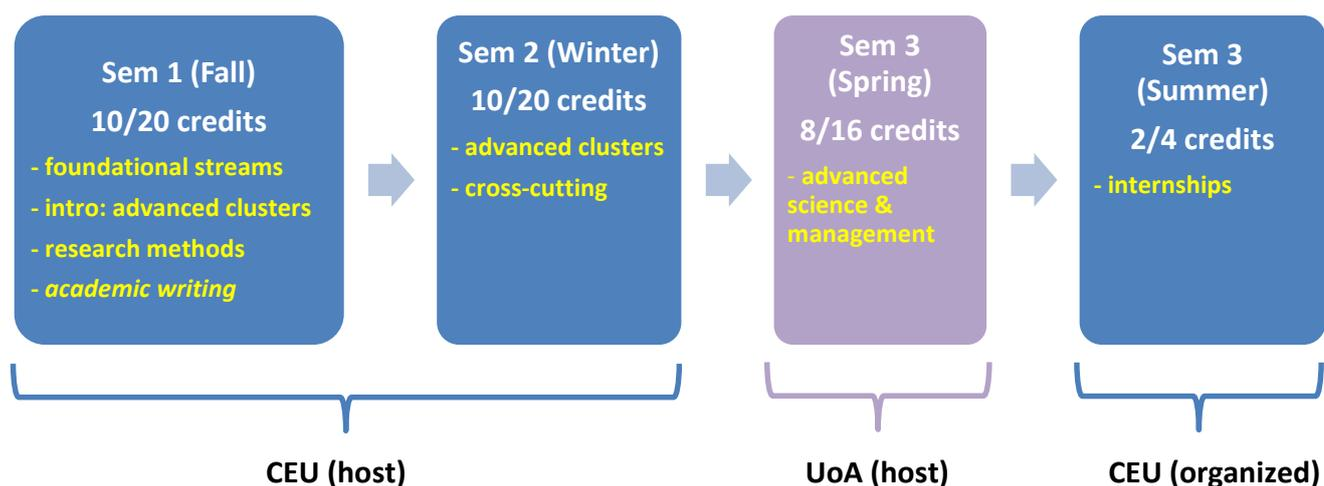 Sem 1 (Fall)
10/20 credits
- foundational streams
- intro: advanced clusters
- research methods
- academic writing
Sem 2 (Winter)
10/20 credits
- advanced clusters
- cross-cutting
Sem 3
(Spring)
8/16 credits
- advanced
science &
management
Sem 3
(Summer)
2/4 credits
- internships
CEU (host)
UoA (host)
CEU (organized)